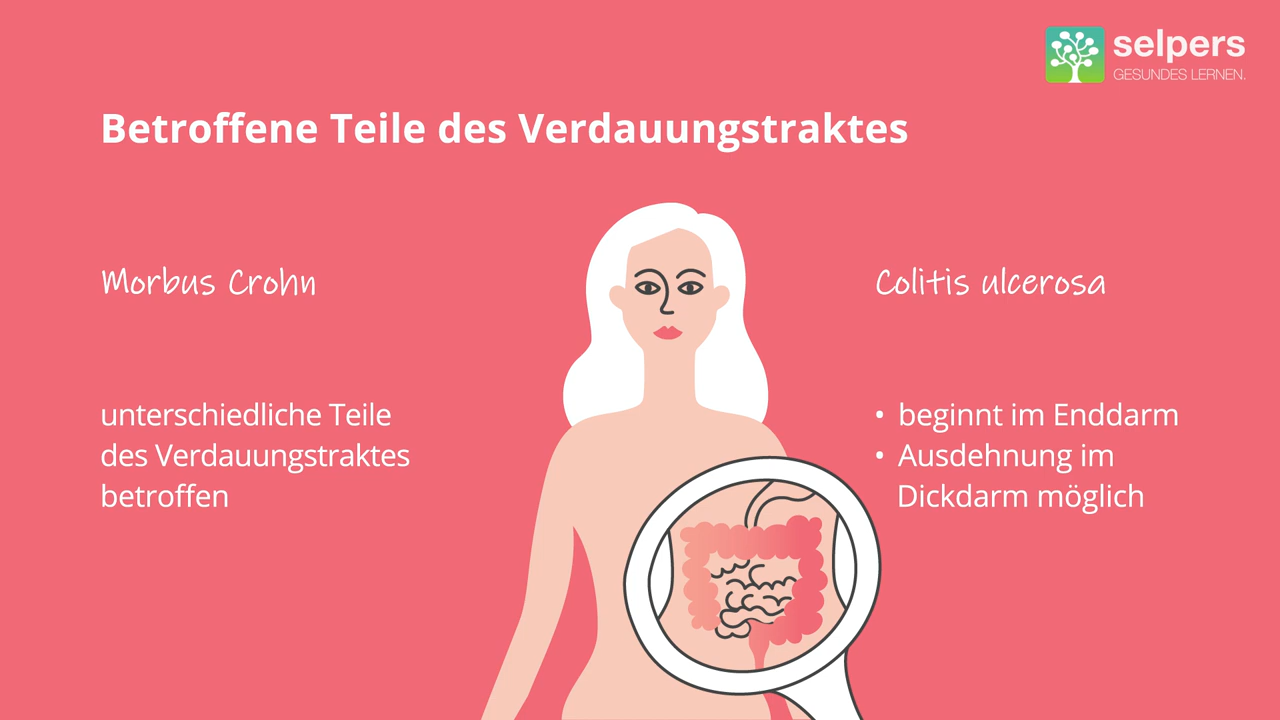 selpers
GESUNDES LERNEN.
Betroffene Teile des Verdauungstraktes
Morbus Crohn
unterschiedliche Teile
des Verdauungstraktes
betroffen
Colitis ulcerosa
• beginnt im Enddarm
• Ausdehnung im
Dickdarm möglich